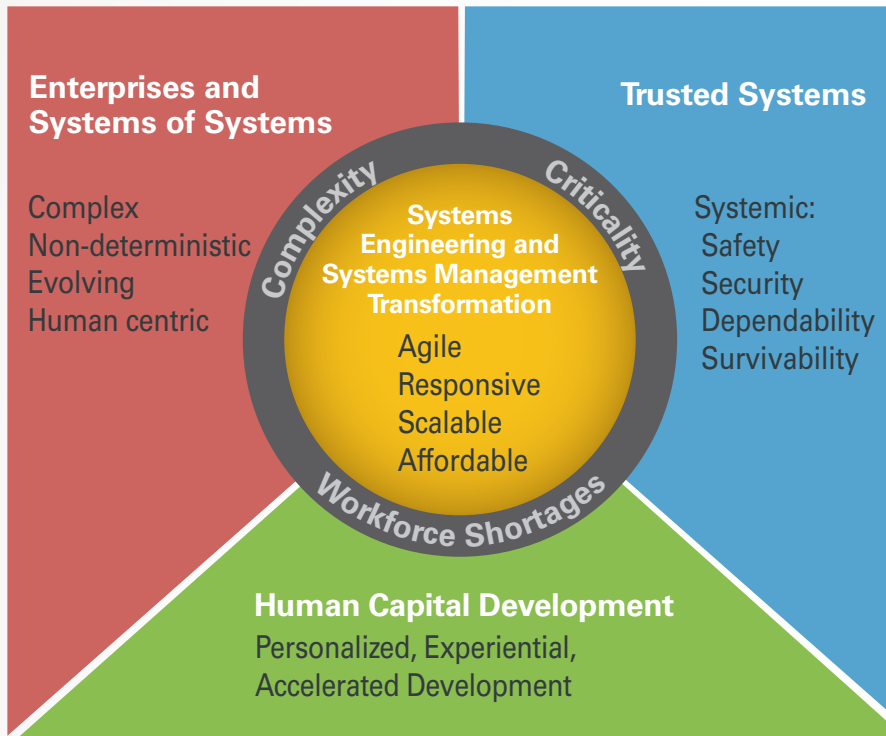 Enterprises and
Systems of Systems
Complex
Non-deterministic
Evolving
Human centric
Trusted Systems
Systemic:
Safety
Security
Dependability
Survivability
Complexity
Criticality
Workforce Shortages
Systems
Engineering and
Systems Management
Transformation
Agile
Responsive
Scalable
Affordable
Human Capital Development
Personalized, Experiential,
Accelerated Development